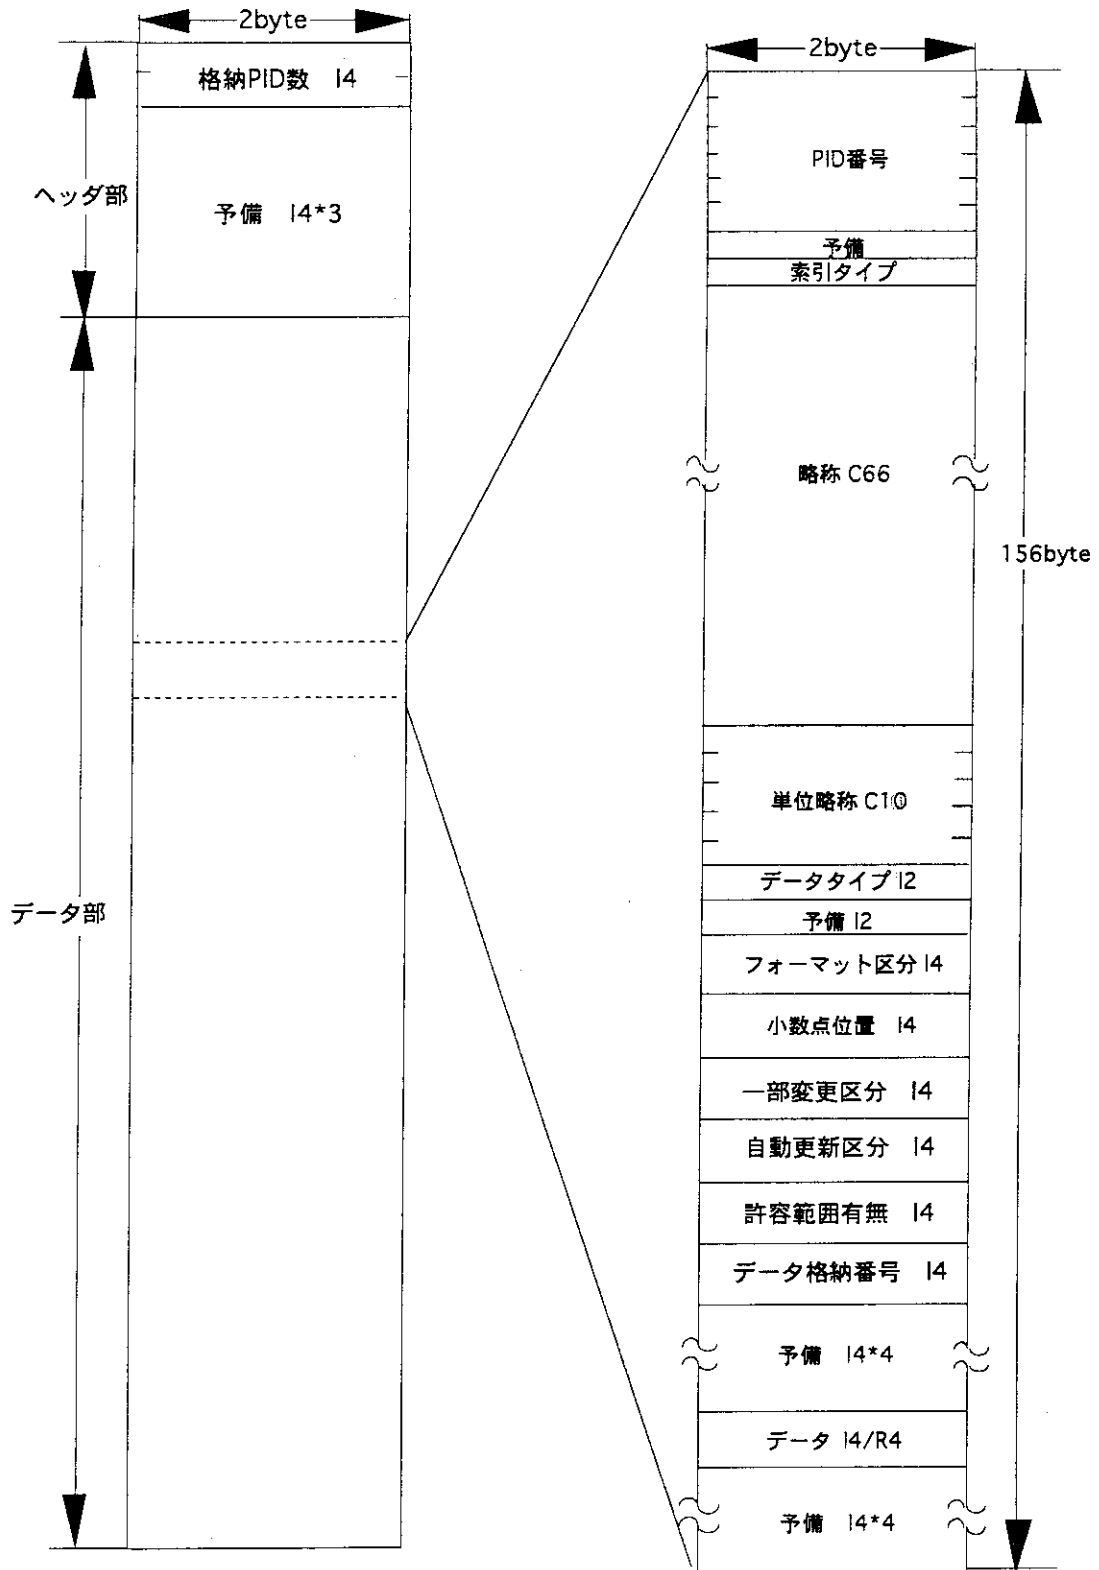 2byte
格納PID数 I4
ヘッダ部
予備 I4*3
データ部
2byte
PID番号
予備
索引タイプ
略称 C66
156byte
単位略称 C10
データタイプ I2
予備 I2
フォーマット区分 I4
小数点位置 I4
一部変更区分 I4
自動更新区分 I4
許容範囲有無 I4
データ格納番号 I4
予備 I4*4
データ I4/R4
予備 I4*4